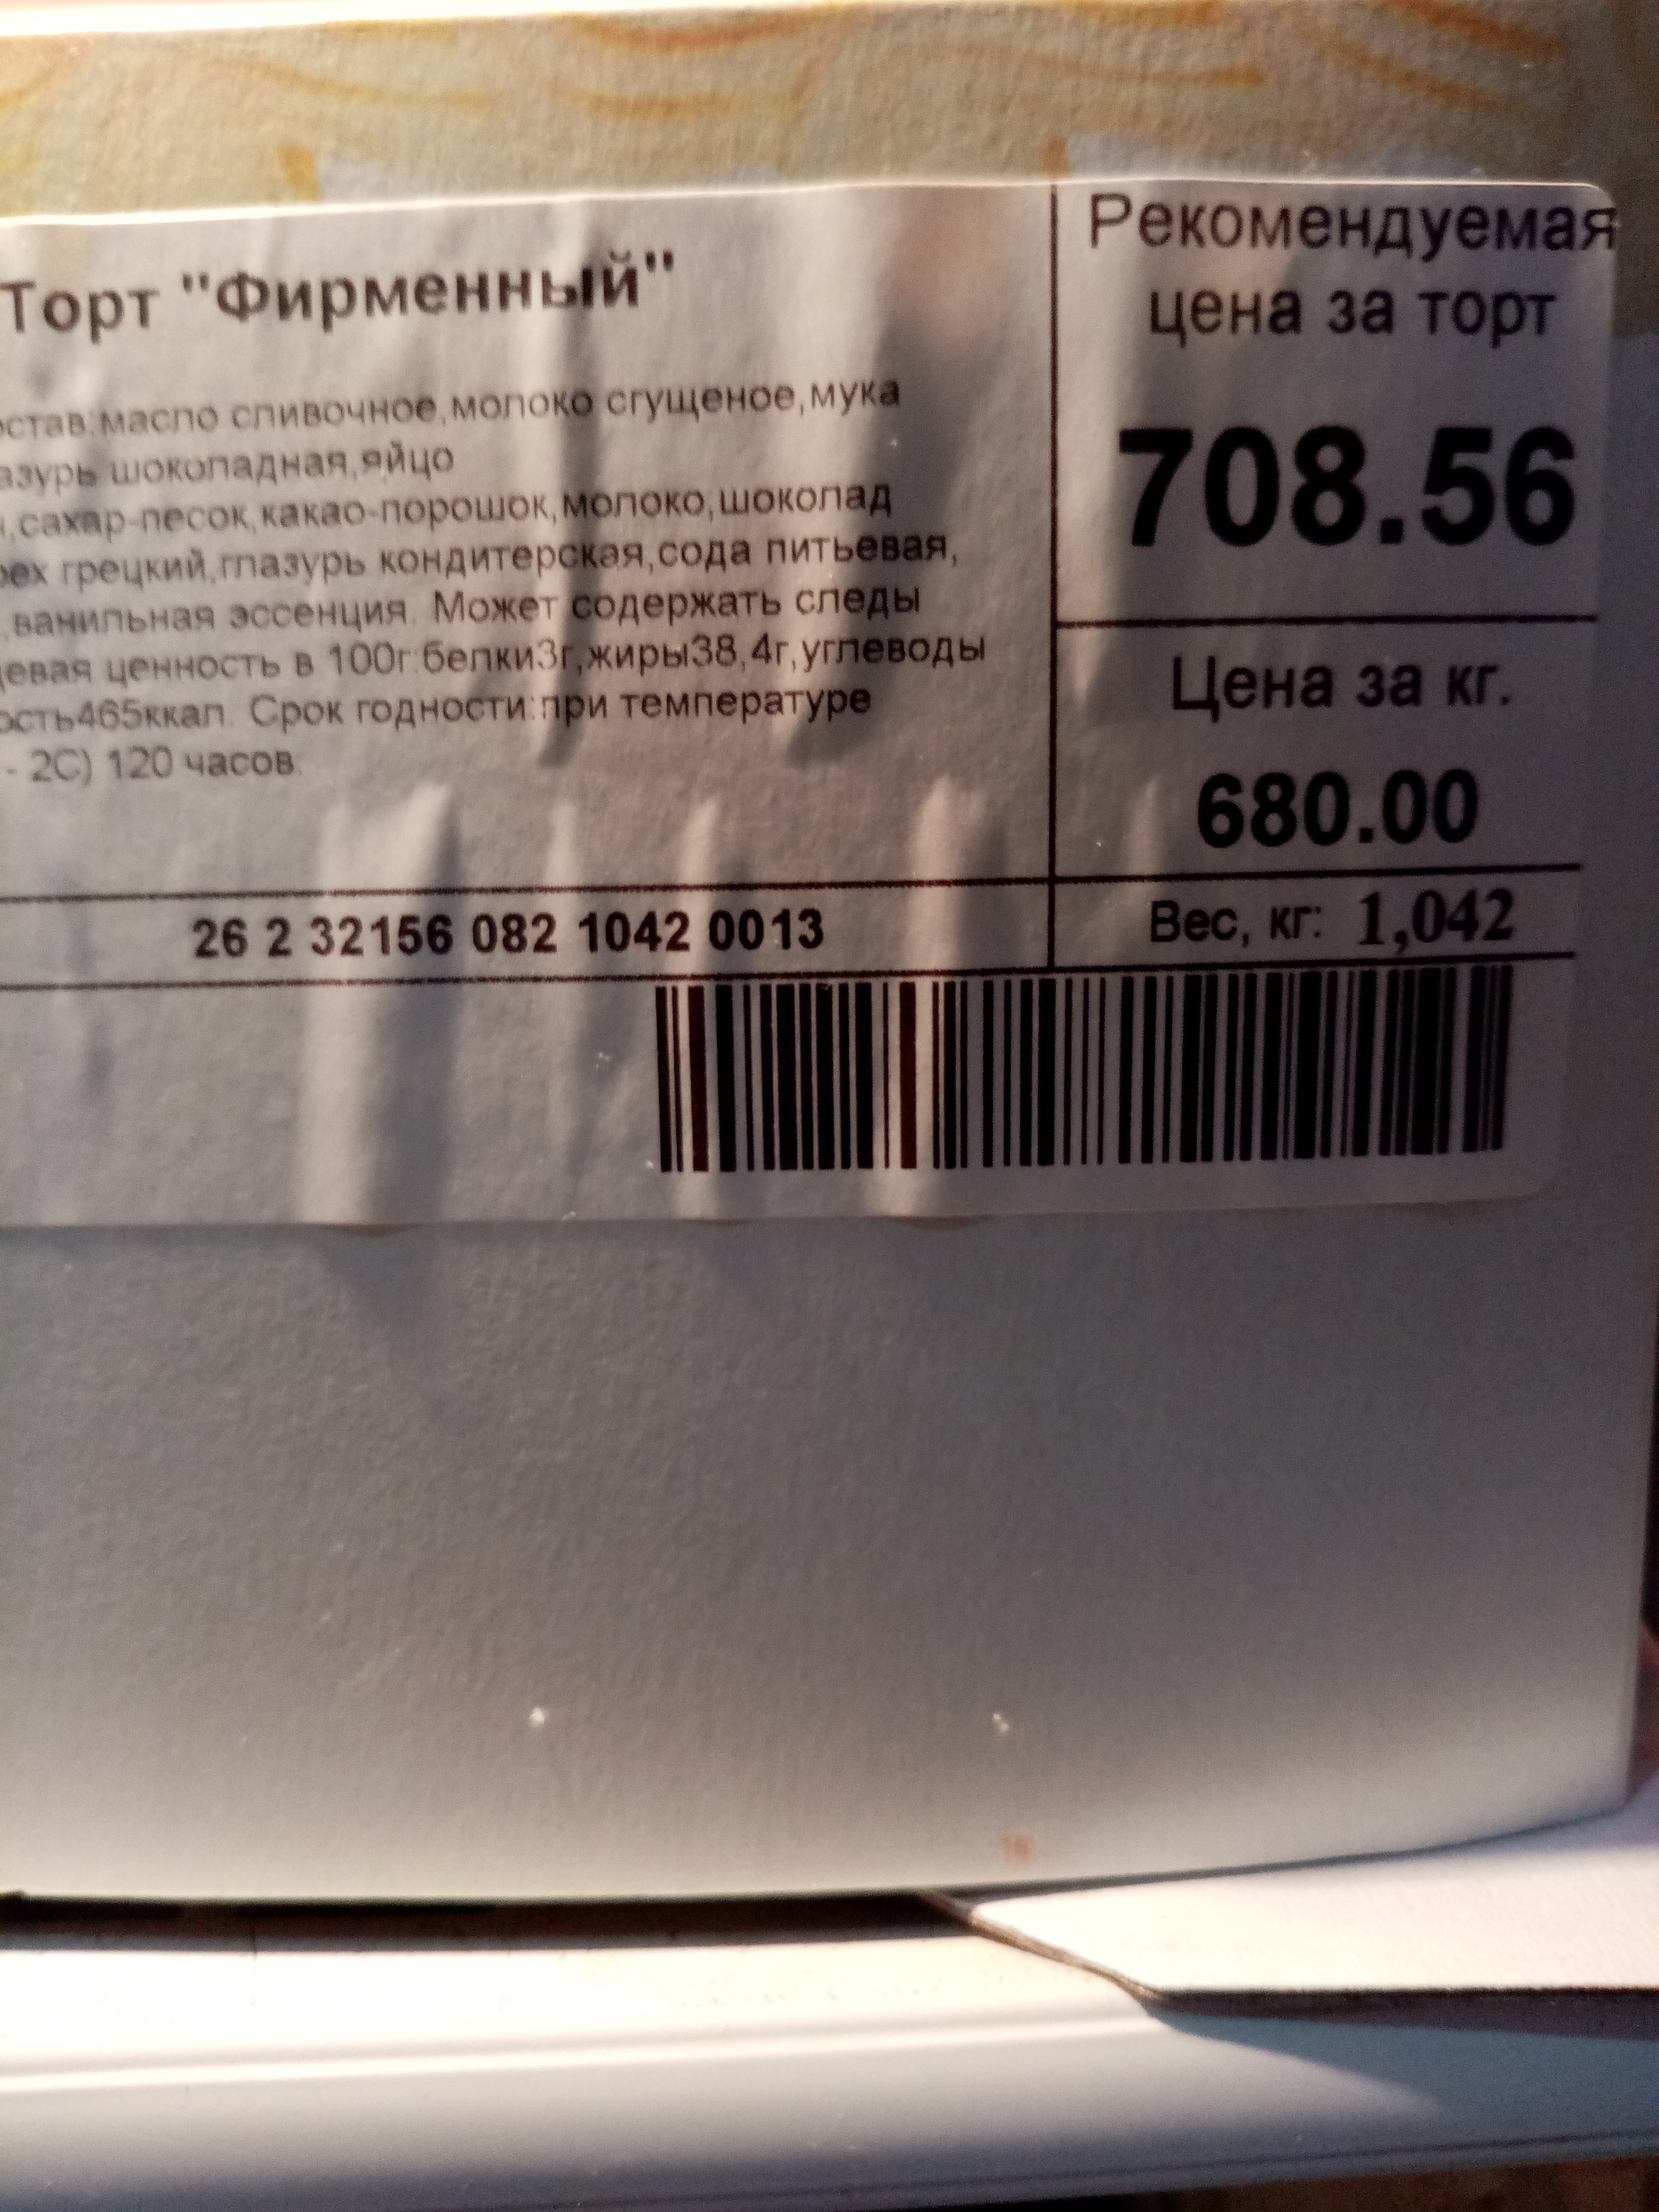 Торт "Фирменный"
остав:масло сливочное,молоко сгущеное,мука
азурь шоколадная,яйцо
,сахар-песок,какао-порошок,молоко,шоколад
рех грецкий,глазурь кондитерская,сода питьевая,
,ванильная эссенция. Может содержать следы
евая ценность в 100г:белки3г,жиры38,4г,углеводы
ость465ккал. Срок годности:при температуре
- 2С) 120 часов.
26 2 32156 082 1042 0013
Рекомендуемая
цена за торт
708.56
Цена за кг.
680.00
Вес, кг: 1,042